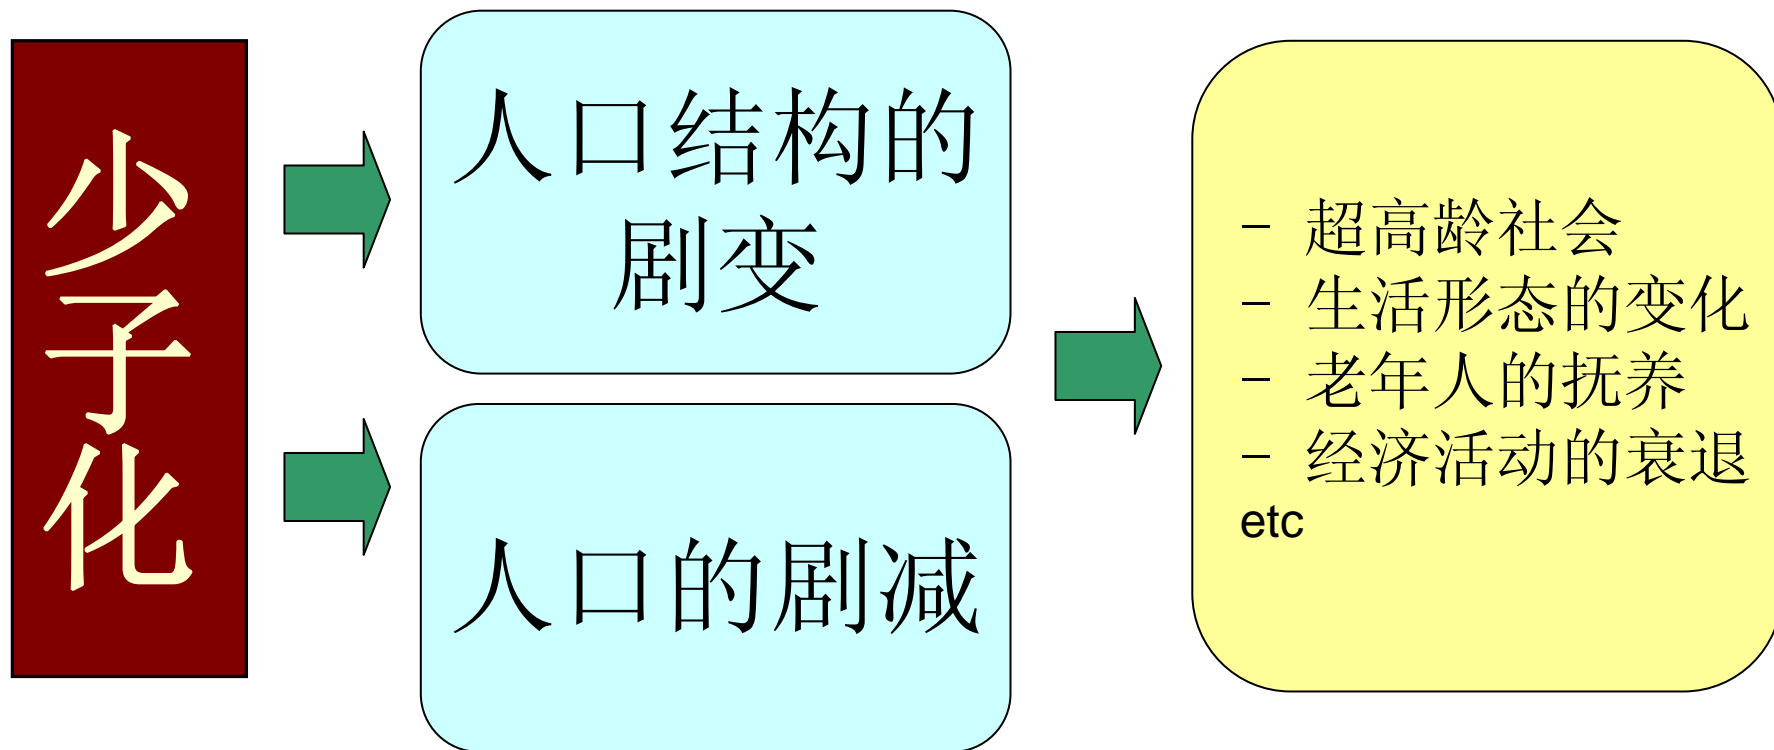 少子化
人口结构的
剧变
人口的剧减
- 超高龄社会
- 生活形态的变化
- 老年人的抚养
- 经济活动的衰退
etc